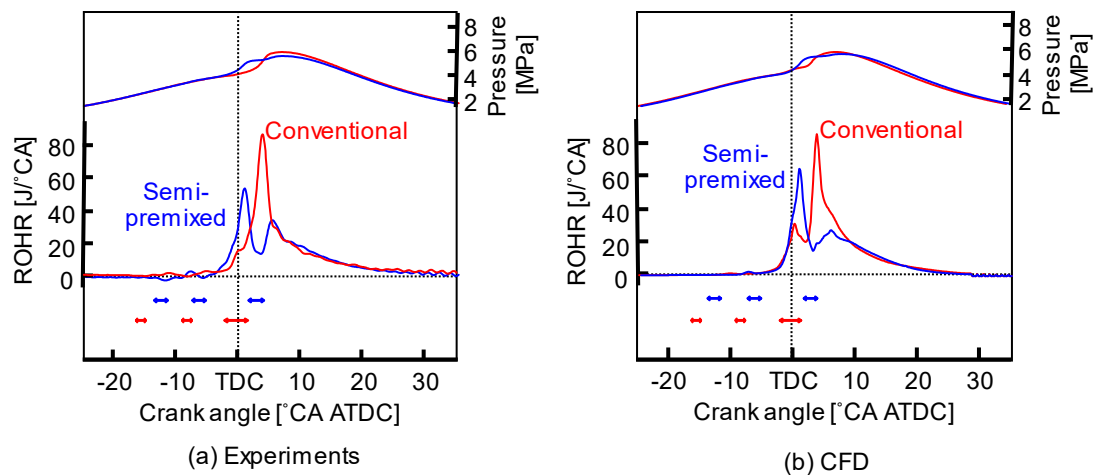 8
6
4
2
Pressure
[MPa]
80
60
40
20
0
ROHR [J/˚CA]
Conventional
Semi-
premixed
-20 -10 TDC 10 20 30
Crank angle [˚CA ATDC]
(a) Experiments
8
6
4
2
Pressure
[MPa]
80
60
40
20
0
ROHR [J/˚CA]
Conventional
Semi-
premixed
-20 -10 TDC 10 20 30
Crank angle [˚CA ATDC]
(b) CFD